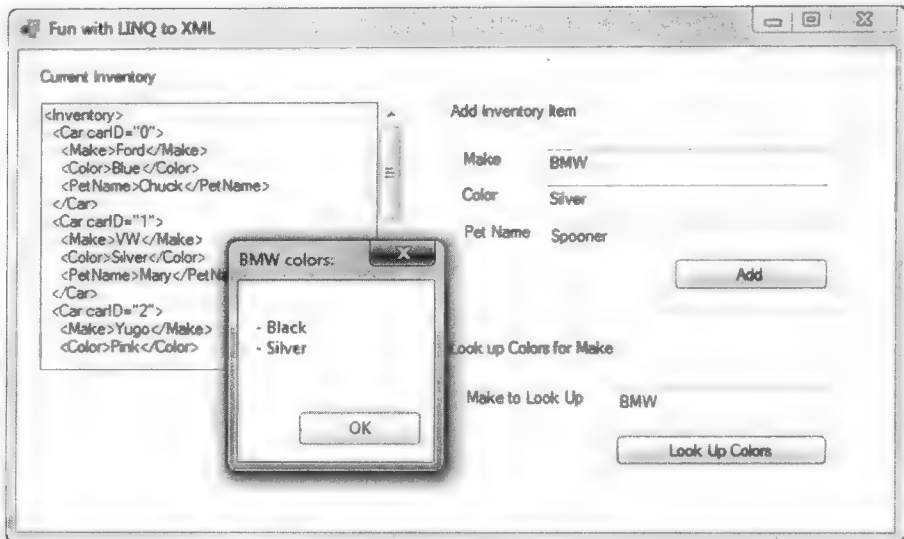 Fun with LINQ to XML
Current Inventory
<Inventory>
<Car carID="0">
<Make>Ford</Make>
<Color>Blue</Color>
<PetName>Chuck</PetName>
</Car>
<Car carID="1">
<Make>VW</Make>
<Color>Silver</Color>
<PetName>Mary</PetNa
</Car>
<Car carID="2">
<Make>Yugo</Make>
<Color>Pink</Color>
BMW colors:
- Black
- Silver
OK
Add Inventory Item
Make BMW
Color Silver
Pet Name Spooner
Add
Look up Colors for Make
Make to Look Up BMW
Look Up Colors